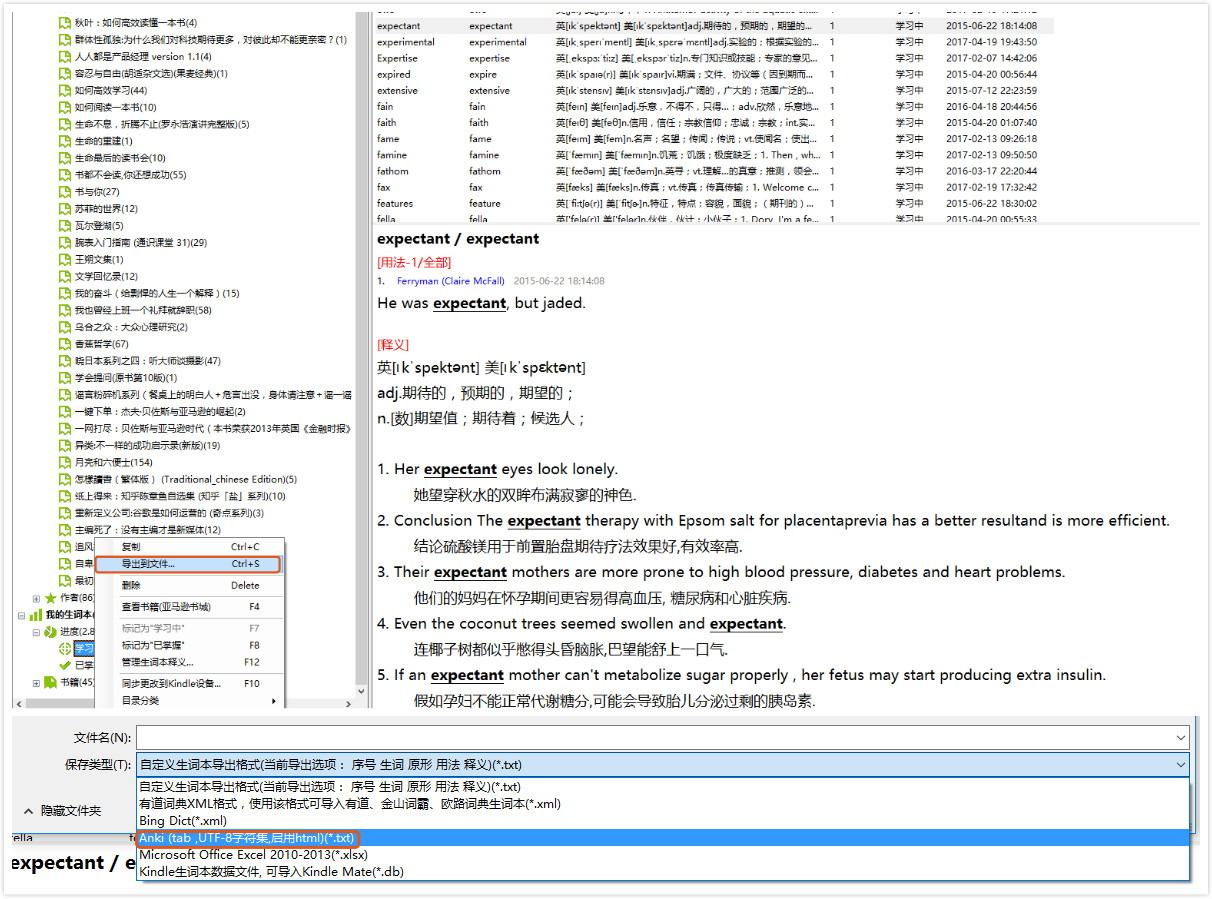 秋叶：如何高效读懂一本书(4)
群体性孤独:为什么我们对科技期待更多，对彼此却不能更亲密？(1)
人人都是产品经理 version 1.1(4)
容忍与自由(胡适杂文选)(果麦经典)(1)
如何高效学习(44)
如何阅读一本书(10)
生命不息，折腾不止(罗永浩演讲完整版)(5)
生命的重建(1)
生命最后的读书会(10)
书都不会读,你还想成功(55)
书与你(27)
苏菲的世界(12)
瓦尔登湖(5)
腕表入门指南 (通识课堂 31)(29)
王朔文集(1)
文学回忆录(12)
我的奋斗（给剽悍的人生一个解释）(15)
我也曾经上班一个礼拜就辞职(58)
乌合之众：大众心理研究(2)
香蕉哲学(67)
晓日本系列之四：听大师谈摄影(47)
学会提问(原书第10版)(1)
谣言粉碎机系列（餐桌上的明白人＋危言出没，身体请注意＋谣一谣
一键下单：杰夫·贝佐斯与亚马逊的崛起(2)
一网打尽：贝佐斯与亚马逊时代（本书荣获2013年英国《金融时报》
异类:不一样的成功启示录(新版)(19)
月亮和六便士(154)
怎樣讀書（繁体版） (Traditional_chinese Edition)(5)
纸上得来：知乎陈章鱼自选集 (知乎「盐」系列)(10)
重新定义公司:谷歌是如何运营的 (奇点系列)(3)
主编死了：没有主编才是新媒体(12)
追风
自卑
最初
作者(86)
我的生词本(
进度(2.8
学习
已掌
书籍(45)
复制 Ctrl+C
导出到文件... Ctrl+S
删除 Delete
查看书籍(亚马逊书城) F4
标记为"学习中" F7
标记为"已掌握" F8
管理生词本释义... F12
同步更改到Kindle设备... F10
目录分类
expectant expectant 英[ɪkˈspektənt] 美[ɪkˈspɛktənt]adj.期待的，预期的，期望的... 1 学习中 2015-06-22 18:14:08
experimental experimental 英[ɪkˌsperɪˈmentl] 美[ɪkˌspɛrəˈmɛntl]adj.实验的；根据实验的... 1 学习中 2017-04-19 19:43:50
Expertise expertise 英[ˌekspɜːˈtiːz] 美[ˌɛkspərˈtiz]n.专门知识或技能；专家的意见... 1 学习中 2017-02-07 14:42:06
expired expire 英[ɪkˈspaɪə(r)] 美[ɪkˈspaɪr]vi.期满；文件、协议等（因到期而... 1 学习中 2015-04-20 00:56:44
extensive extensive 英[ɪkˈstensɪv] 美[ɪkˈstɛnsɪv]adj.广阔的，广大的；范围广泛的... 1 学习中 2015-07-12 22:23:59
fain fain 英[feɪn] 美[feɪn]adj.乐意，不得不，只得...；adv.欣然，乐意地... 1 学习中 2016-04-18 20:44:56
faith faith 英[feɪθ] 美[feθ]n.信用，信任；宗教信仰；忠诚；宗教；int.实... 1 学习中 2015-04-20 01:07:40
fame fame 英[feɪm] 美[fem]n.名声；名望；传闻；传说；vt.使闻名；使出... 1 学习中 2017-02-13 09:26:18
famine famine 英[ˈfæmɪn] 美[ˈfæmɪn]n.饥荒；饥饿；极度缺乏；1. Then , wh... 1 学习中 2017-02-13 09:50:50
fathom fathom 英[ˈfæðəm] 美[ˈfæðəm]n.英寻；vt.理解...的真意；推测，领会... 1 学习中 2016-03-17 22:20:44
fax fax 英[fæks] 美[fæks]n.传真；vt.传真；传真传输；1. Welcome c... 1 学习中 2017-02-19 17:32:42
features feature 英[ˈfiːtʃə(r)] 美[ˈfitʃɚ]n.特征，特点；容貌，面貌；（期刊的）... 1 学习中 2015-06-22 18:30:02
fella fella 英[ˈfelə(r)] 美[ˈfelər]n.伙伴，伙计；小伙子；1. Dory, I'm a fe... 1 学习中 2015-04-20 00:55:33
expectant / expectant
[用法-1/全部]
1. Ferryman (Claire McFall) 2015-06-22 18:14:08
He was expectant, but jaded.
[释义]
英[ɪkˈspektənt] 美[ɪkˈspɛktənt]
adj.期待的，预期的，期望的；
n.[数]期望值；期待着；候选人；
1. Her expectant eyes look lonely.
她望穿秋水的双眸布满寂寥的神色.
2. Conclusion The expectant therapy with Epsom salt for placentaprevia has a better resultand is more efficient.
结论硫酸镁用于前置胎盘期待疗法效果好,有效率高.
3. Their expectant mothers are more prone to high blood pressure, diabetes and heart problems.
他们的妈妈在怀孕期间更容易得高血压, 糖尿病和心脏疾病.
4. Even the coconut trees seemed swollen and expectant.
连椰子树都似乎憋得头昏脑胀,巴望能舒上一口气.
5. If an expectant mother can't metabolize sugar properly , her fetus may start producing extra insulin.
假如孕妇不能正常代谢糖分,可能会导致胎儿分泌过剩的胰岛素.
文件名(N):
保存类型(T): 自定义生词本导出格式(当前导出选项： 序号 生词 原形 用法 释义)(*.txt)
自定义生词本导出格式(当前导出选项： 序号 生词 原形 用法 释义)(*.txt)
有道词典XML格式，使用该格式可导入有道、金山词霸、欧路词典生词本(*.xml)
隐藏文件夹
Bing Dict(*.xml)
Anki (tab ,UTF-8字符集,启用html)(*.txt)
Microsoft Office Excel 2010-2013(*.xlsx)
Kindle生词本数据文件, 可导入Kindle Mate(*.db)
expectant / e